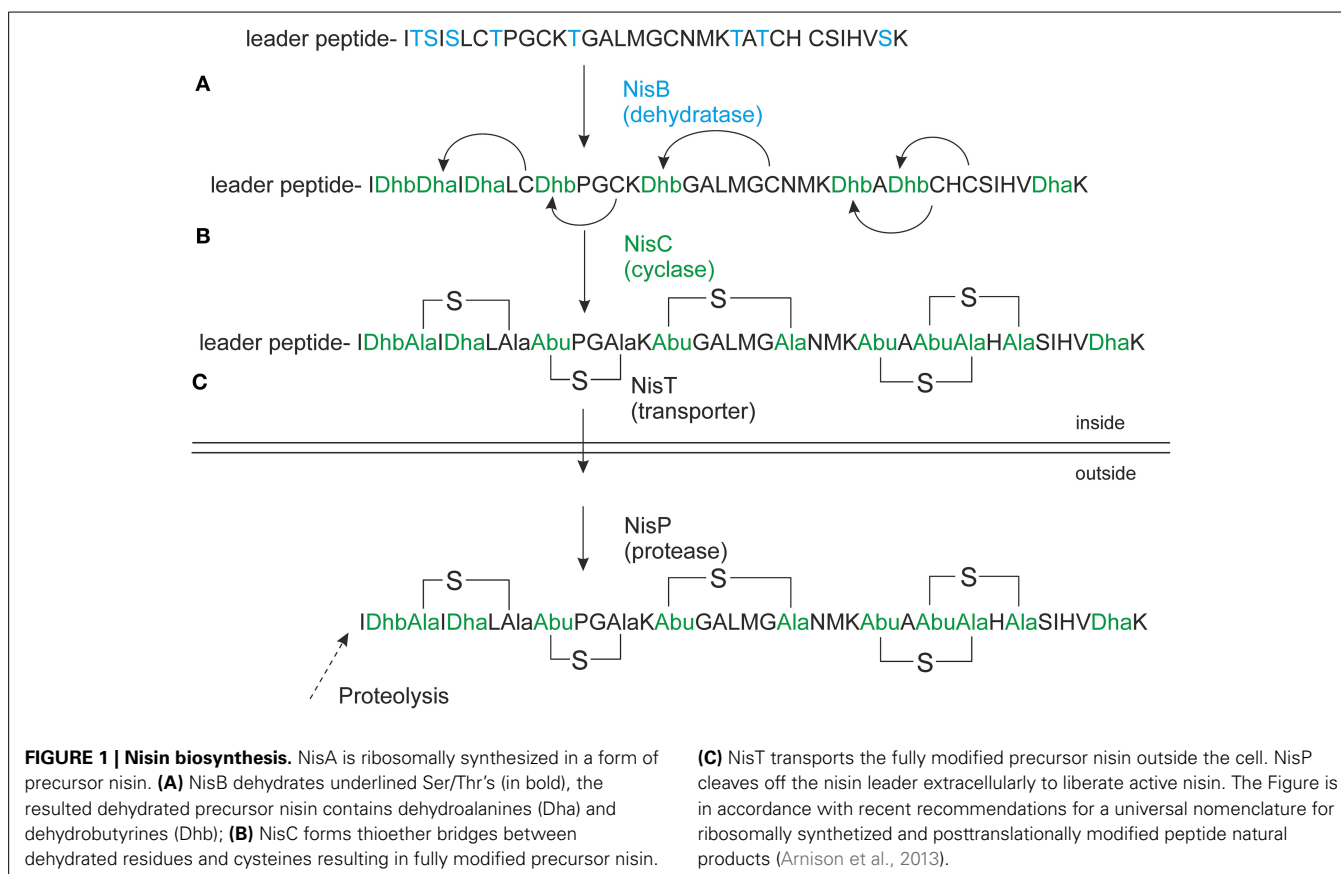 leader peptide- ITSISLCTPGCKTGALMGCNMKTATCH CSIHVSK
A
NisB
(dehydratase)
leader peptide- IDhbDhaIDhaLCDhbPGCKDhbGALMGCNMKDhbADhbCHCSIHVDhaK
B
NisC
(cyclase)
S
S
S
leader peptide- IDhbAlaIDhaLAlaAbuPGAlaKAbuGALMGAlaNMKAbuAAbuAlaHAlaSIHVDhaK
C
S
S
NisT
(transporter)
inside
outside
NisP
(protease)
S
S
S
IDhbAlaIDhaLAlaAbuPGAlaKAbuGALMGAlaNMKAbuAAbuAlaHAlaSIHVDhaK
S
S
Proteolysis
FIGURE 1 | Nisin biosynthesis. NisA is ribosomally synthesized in a form of
precursor nisin. (A) NisB dehydrates underlined Ser/Thr's (in bold), the
resulted dehydrated precursor nisin contains dehydroalanines (Dha) and
dehydrobutyrines (Dhb); (B) NisC forms thioether bridges between
dehydrated residues and cysteines resulting in fully modified precursor nisin.
(C) NisT transports the fully modified precursor nisin outside the cell. NisP
cleaves off the nisin leader extracellularly to liberate active nisin. The Figure is
in accordance with recent recommendations for a universal nomenclature for
ribosomally synthetized and posttranslationally modified peptide natural
products (Arnison et al., 2013).